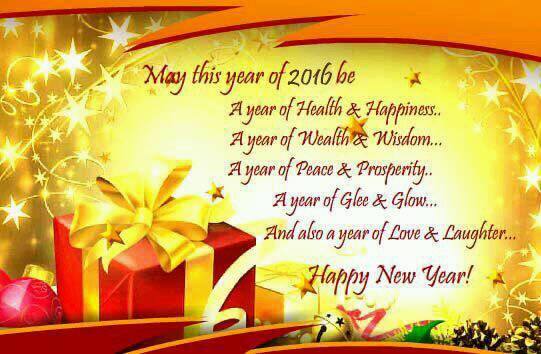 May this year of 2016 be
A year of Health & Happiness..
A year of Wealth & Wisdom...
A year of Peace & Prosperity..
A year of Glee & Glow...
And also a year of Love & Laughter...
Happy New Year!